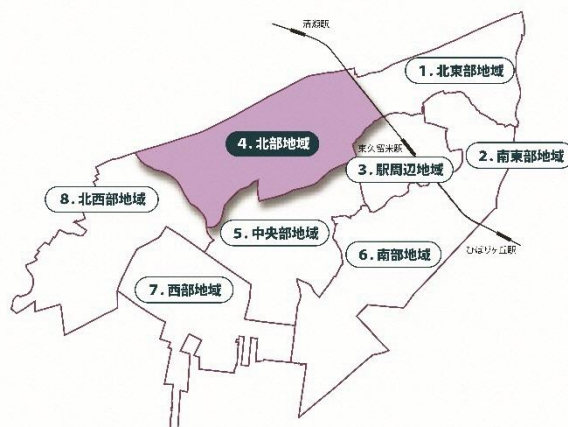 清瀬駅
1.北東部地域
4.北部地域
東久留米駅
2.南東部地域
3.駅周辺地域
8.北西部地域
5.中央部地域
6.南部地域
ひばりヶ丘駅
7.西部地域